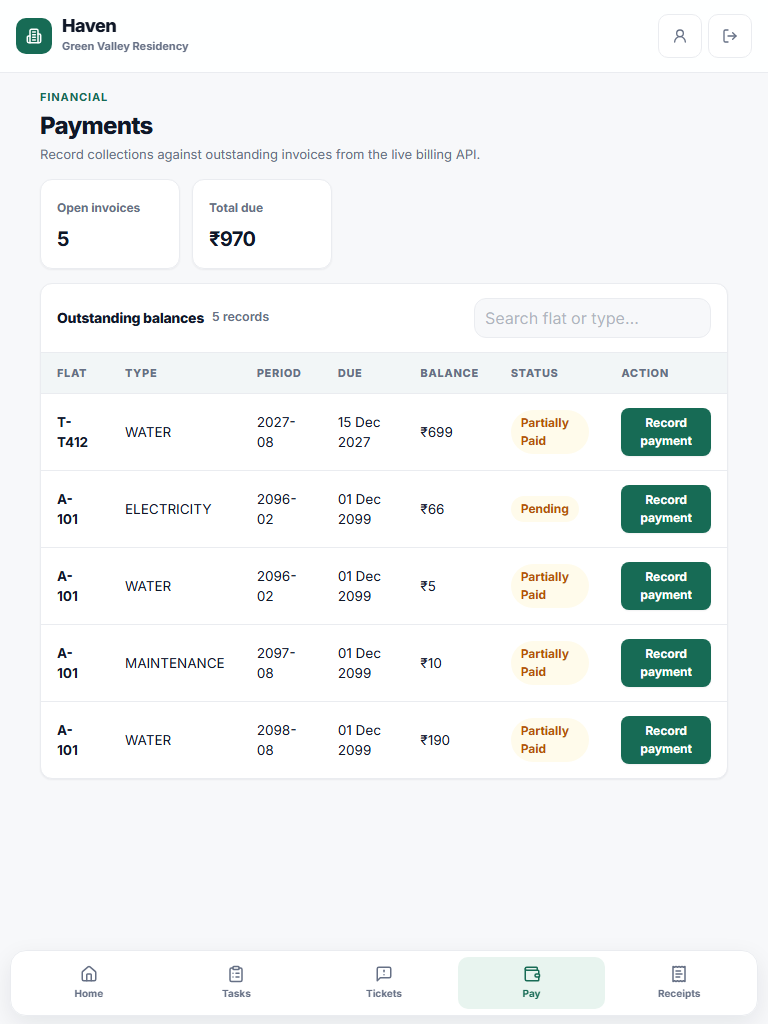 Haven
Green Valley Residency
FINANCIAL
Payments
Record collections against outstanding invoices from the live billing API.
Open invoices
5
Total due
₹970
Outstanding balances 5 records
Search flat or type...
FLAT TYPE PERIOD DUE BALANCE STATUS ACTION
T-T412 WATER 2027-08 15 Dec 2027 ₹699 Partially Paid Record payment
A-101 ELECTRICITY 2096-02 01 Dec 2099 ₹66 Pending Record payment
A-101 WATER 2096-02 01 Dec 2099 ₹5 Partially Paid Record payment
A-101 MAINTENANCE 2097-08 01 Dec 2099 ₹10 Partially Paid Record payment
A-101 WATER 2098-08 01 Dec 2099 ₹190 Partially Paid Record payment
Home Tasks Tickets Pay Receipts